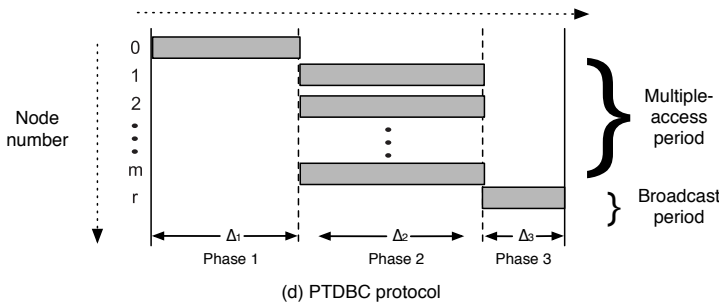 0
1
2
m
r
Node
number
Multiple-
access
period
Broadcast
period
Δ1
Δ2
Δ3
Phase 1
Phase 2
Phase 3
(d) PTDBC protocol